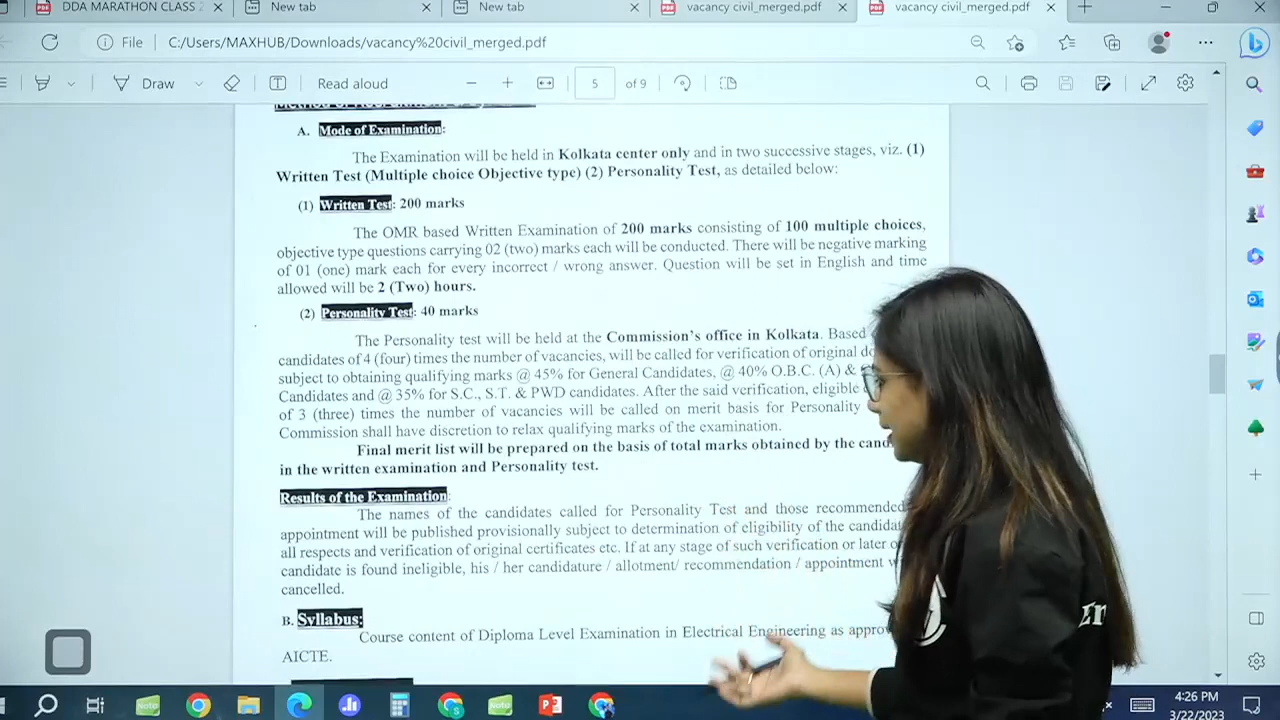 DDA MARATHON CLASS 2
New tab
New tab
vacancy civil_merged.pdf
vacancy civil_merged.pdf
File
C:/Users/MAXHUB/Downloads/vacancy%20civil_merged.pdf
Draw
Read aloud
5
of 9
A. Mode of Examination:
The Examination will be held in Kolkata center only and in two successive stages, viz. (1)
Written Test (Multiple choice Objective type) (2) Personality Test, as detailed below:
(1) Written Test: 200 marks
The OMR based Written Examination of 200 marks consisting of 100 multiple choices,
objective type questions carrying 02 (two) marks each will be conducted. There will be negative marking
of 01 (one) mark each for every incorrect / wrong answer. Question will be set in English and time
allowed will be 2 (Two) hours.
(2) Personality Test: 40 marks
The Personality test will be held at the Commission's office in Kolkata. Based
candidates of 4 (four) times the number of vacancies, will be called for verification of original
subject to obtaining qualifying marks @ 45% for General Candidates, @ 40% O.B.C. (A) &
Candidates and @ 35% for S.C., S.T. & PWD candidates. After the said verification, eligible
of 3 (three) times the number of vacancies will be called on merit basis for Personality
Commission shall have discretion to relax qualifying marks of the examination.
Final merit list will be prepared on the basis of total marks obtained by the
in the written examination and Personality test.
Results of the Examination:
The names of the candidates called for Personality Test and those recommended
appointment will be published provisionally subject to determination of eligibility of the
all respects and verification of original certificates etc. If at any stage of such verification or later
candidate is found ineligible, his / her candidature / allotment/ recommendation / appointment
cancelled.
B. Syllabus:
Course content of Diploma Level Examination in Electrical Engineering as
AICTE.
4:26 PM
3/22/2023